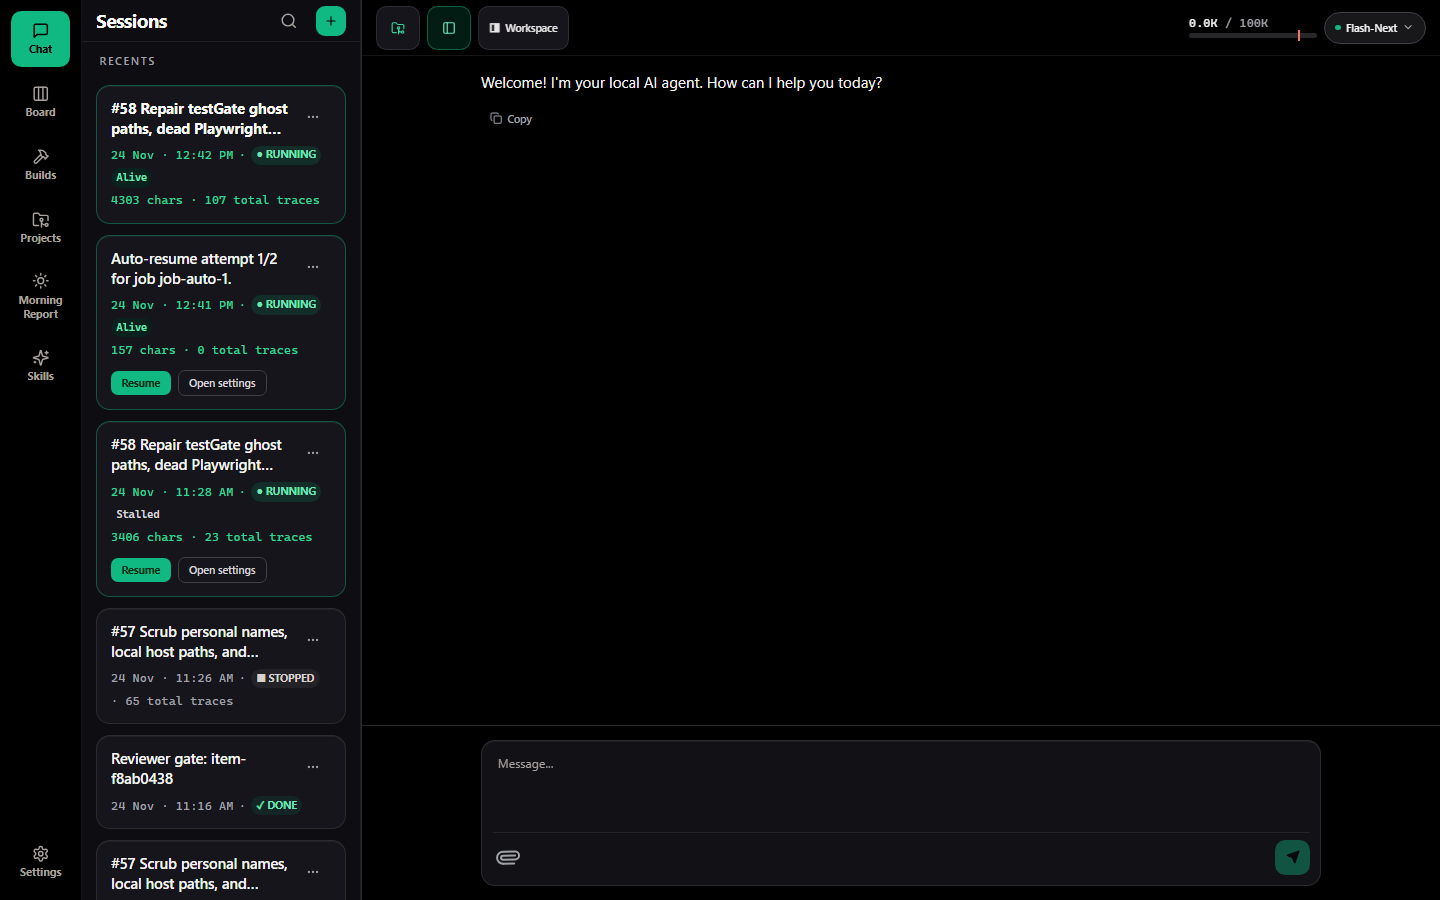 Chat
Board
Builds
Projects
Morning
Report
Skills
Settings
Sessions
RECENTS
#58 Repair testGate ghost
paths, dead Playwright...
24 Nov · 12:42 PM · ● RUNNING
Alive
4303 chars · 107 total traces
Auto-resume attempt 1/2
for job job-auto-1.
24 Nov · 12:41 PM · ● RUNNING
Alive
157 chars · 0 total traces
Resume Open settings
#58 Repair testGate ghost
paths, dead Playwright...
24 Nov · 11:28 AM · ● RUNNING
Stalled
3406 chars · 23 total traces
Resume Open settings
#57 Scrub personal names,
local host paths, and...
24 Nov · 11:26 AM · ■ STOPPED
· 65 total traces
Reviewer gate: item-
f8ab0438
24 Nov · 11:16 AM · ✓ DONE
#57 Scrub personal names,
local host paths, and...
Workspace
0.0K / 100K
Flash-Next
Welcome! I'm your local AI agent. How can I help you today?
Copy
Message...